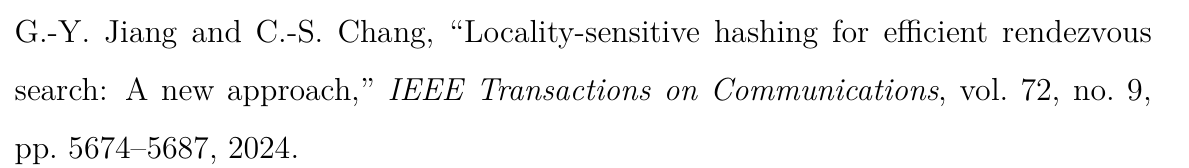 G.-Y. Jiang and C.-S. Chang, “Locality-sensitive hashing for efficient rendezvous
search: A new approach,” IEEE Transactions on Communications, vol. 72, no. 9,
pp. 5674–5687, 2024.